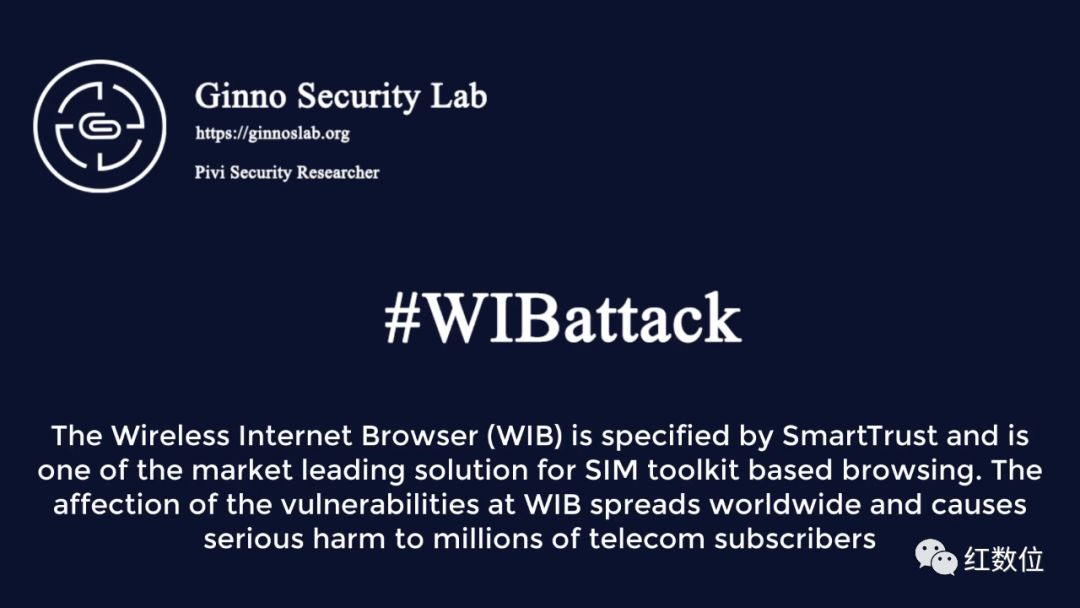 Ginno Security Lab
https://ginnoslab.org
Pivi Security Researcher
#WIBattack
The Wireless Internet Browser (WIB) is specified by SmartTrust and is
one of the market leading solution for SIM toolkit based browsing. The
affection of the vulnerabilities at WIB spreads worldwide and causes
serious harm to millions of telecom subscribers
红数位